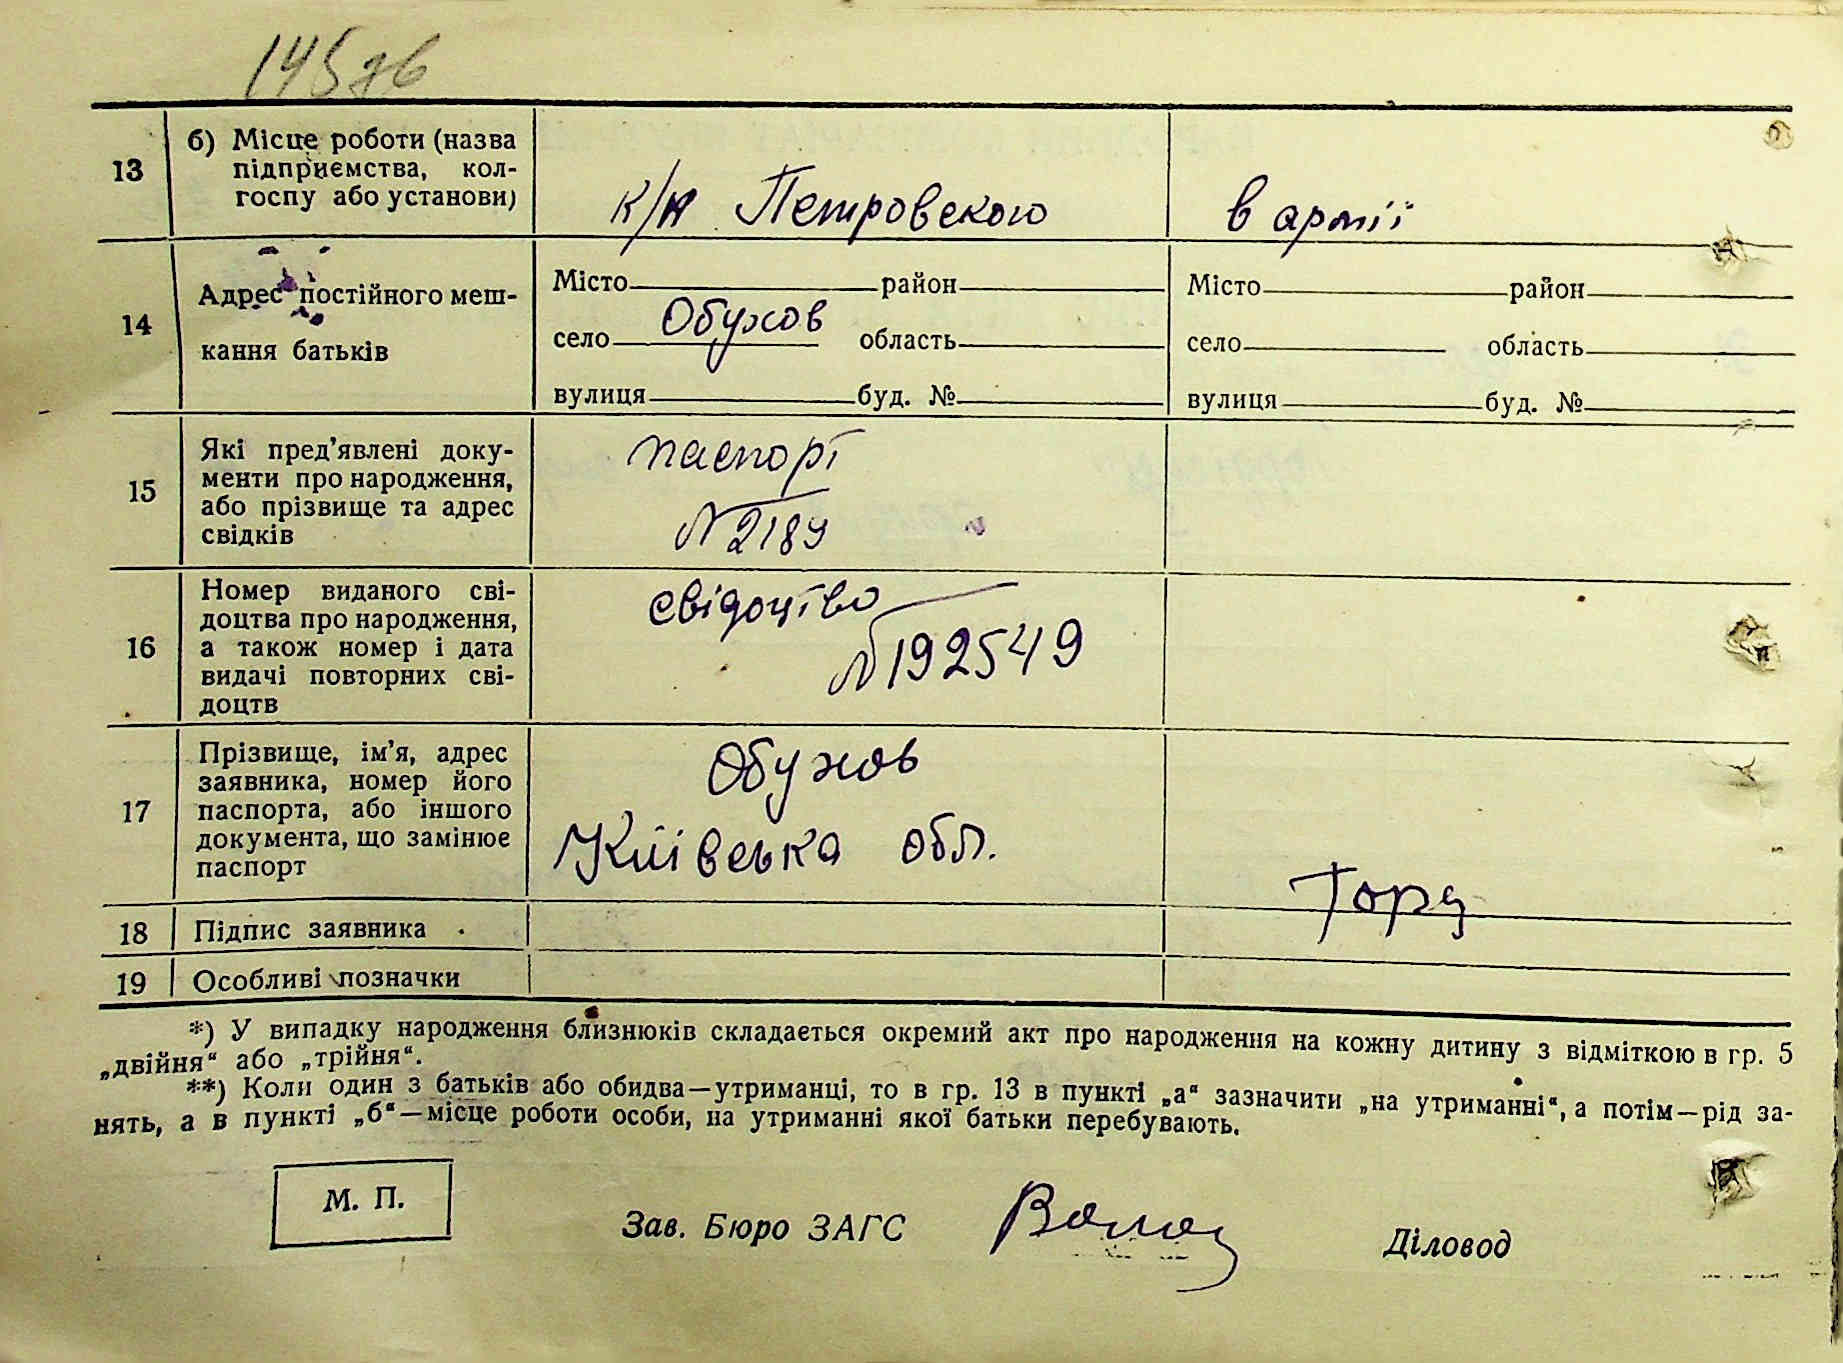 145 зв
13
б) Місце роботи (назва
підприємства, кол-
госпу або установи)
к/п Петровского
в армії
14
Адрес постійного меш-
кання батьків
Місто район
село Обухов область
вулиця буд. №
Місто район
село область
вулиця буд. №
15
Які пред’явлені доку-
менти про народження,
або прізвище та адрес
свідків
паспорт
№ 2189
16
Номер виданого сві-
доцтва про народження,
а також номер і дата
видачі повторних сві-
доцтв
свідоцтво
№ 192549
17
Прізвище, ім’я, адрес
заявника, номер його
паспорта, або іншого
документа, що замінює
паспорт
Обухов
Київська обл.
18 Підпис заявника
19 Особливі позначки
*) У випадку народження близнюків складається окремий акт про народження на кожну дитину з відміткою в гр. 5
„двійня“ або „трійня“.
**) Коли один з батьків або обидва—утриманці, то в гр. 13 в пункті „а“ зазначити „на утриманні“, а потім—рід за-
нять, а в пункті „б“—місце роботи особи, на утриманні якої батьки перебувають.
М. П.
Зав. Бюро ЗАГС
Діловод